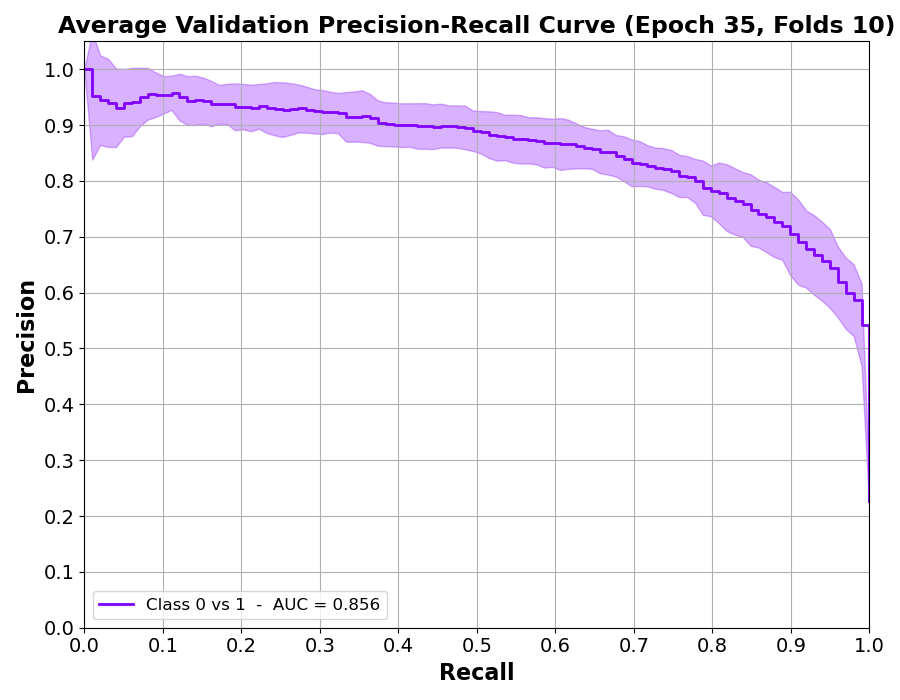 Average Validation Precision-Recall Curve (Epoch 35, Folds 10)
Precision
1.0
0.9
0.8
0.7
0.6
0.5
0.4
0.3
0.2
0.1
0.0
Class 0 vs 1 - AUC = 0.856
0.0 0.1 0.2 0.3 0.4 0.5 0.6 0.7 0.8 0.9 1.0
Recall